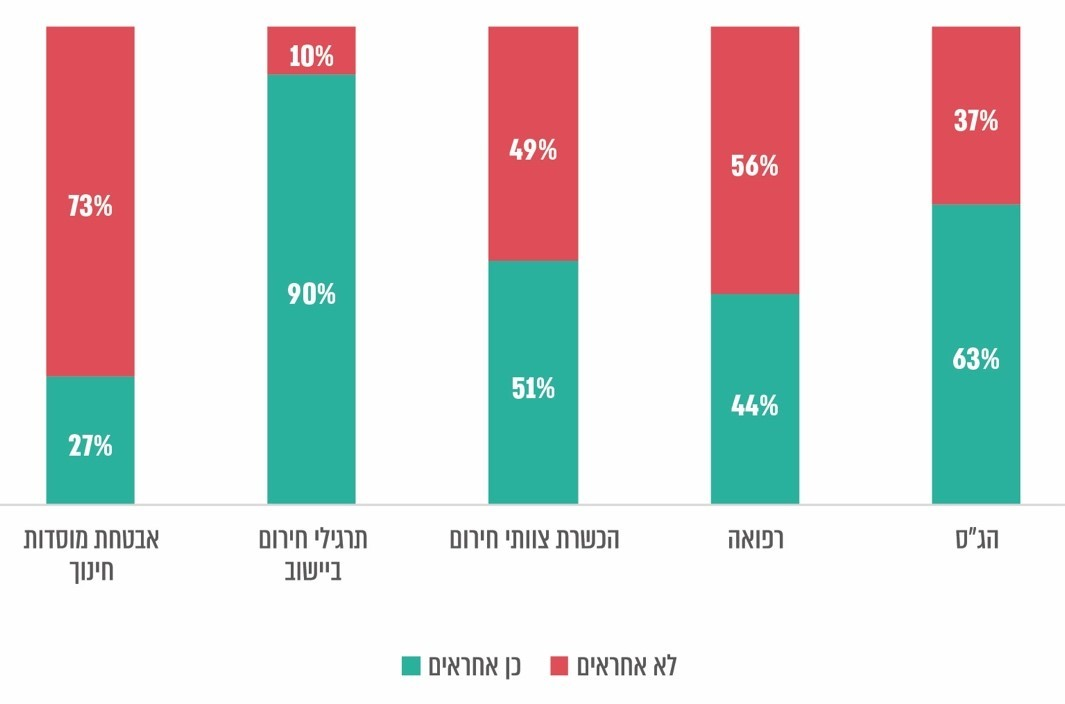 10%
37%
49%
56%
73%
90%
63%
51%
44%
27%
הג"ס
רפואה
הכשרת צוותי חירום
תרגילי חירום
ביישוב
אבטחת מוסדות
חינוך
לא אחראים
כן אחראים